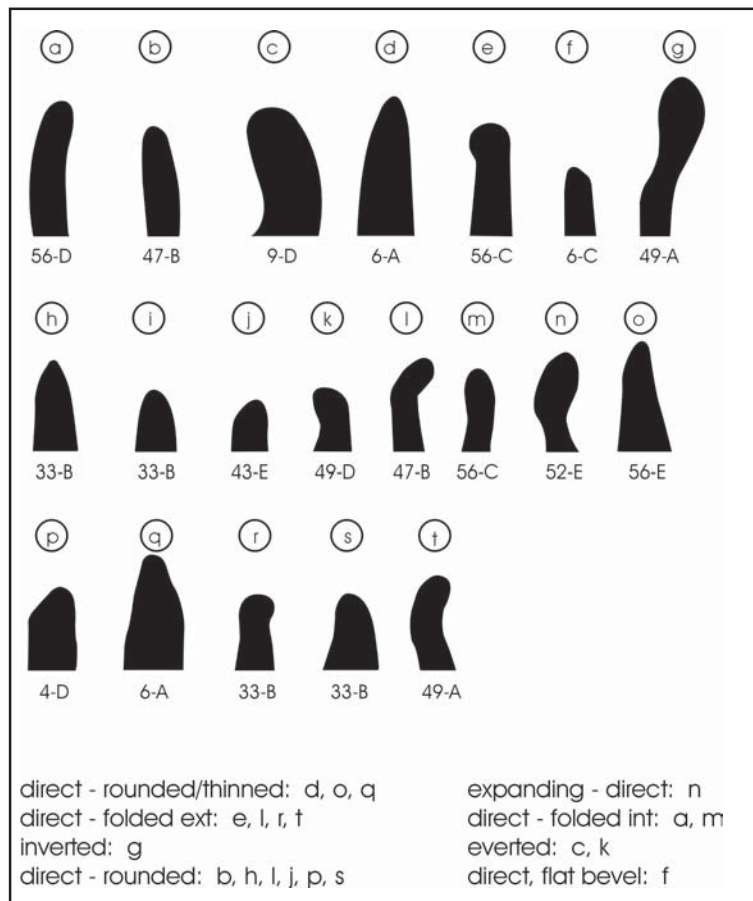 a b c d e f g
56-D 47-B 9-D 6-A 56-C 6-C 49-A
h i j k l m n o
33-B 33-B 43-E 49-D 47-B 56-C 52-E 56-E
p q r s t
4-D 6-A 33-B 33-B 49-A
direct - rounded/thinned: d, o, q
direct - folded ext: e, l, r, t
inverted: g
direct - rounded: b, h, l, j, p, s
expanding - direct: n
direct - folded int: a, m
everted: c, k
direct, flat bevel: f